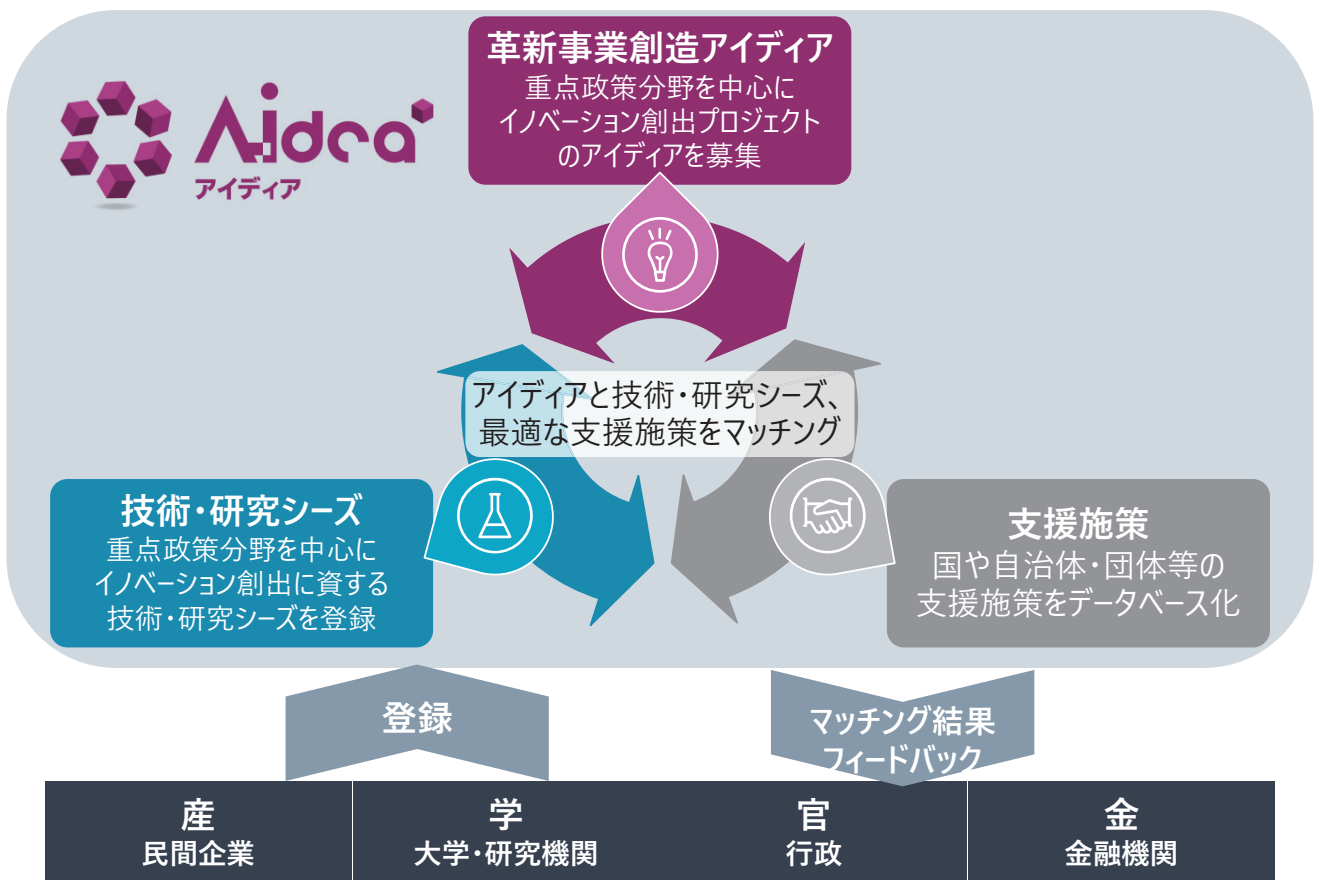 革新事業創造アイディア
重点政策分野を中心に
イノベーション創出プロジェクト
のアイディアを募集
Aidea
アイディア
アイディアと技術・研究シーズ、
最適な支援施策をマッチング
技術・研究シーズ
重点政策分野を中心に
イノベーション創出に資する
技術・研究シーズを登録
支援施策
国や自治体・団体等の
支援施策をデータベース化
登録
マッチング結果
フィードバック
産
民間企業
学
大学・研究機関
官
行政
金
金融機関